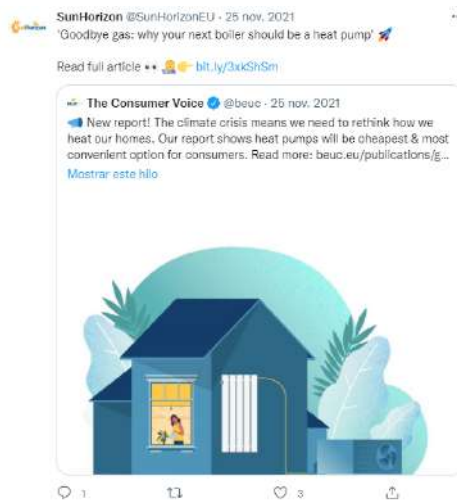 SunHorizon @SunHorizonEU · 25 nov. 2021
'Goodbye gas: why your next boiler should be a heat pump' 🚀
Read full article 👀 👩‍🚒👉 bit.ly/3xkShSm
The Consumer Voice @beuc · 25 nov. 2021
📢 New report! The climate crisis means we need to rethink how we
heat our homes. Our report shows heat pumps will be cheapest & most
convenient option for consumers. Read more: beuc.eu/publications/g...
Mostrar este hilo
1
3